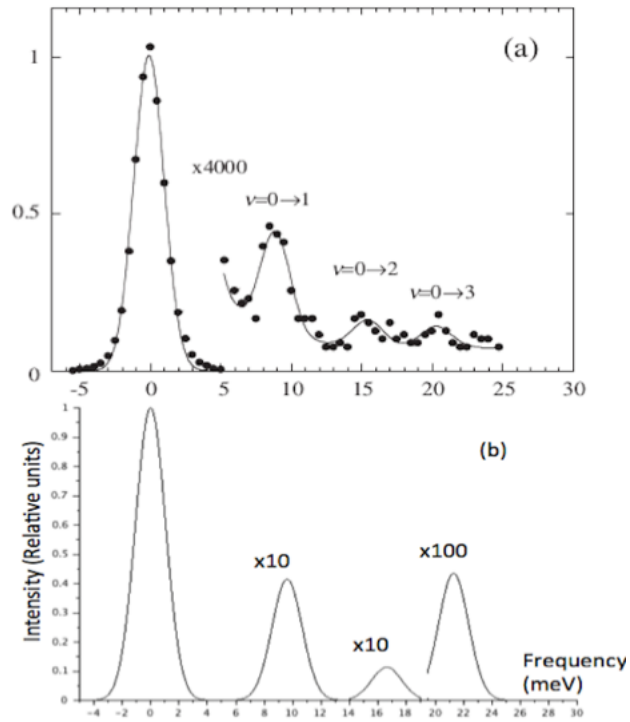 (a)
1
x4000
ν=0→1
0.5
ν=0→2
ν=0→3
0
-5 0 5 10 15 20 25 30
1
0.9
0.8
0.7
0.6
0.5
0.4
0.3
0.2
0.1
0
Intensity (Relative units)
(b)
x10
x100
x10
Frequency
(meV)
-4 -2 0 2 4 6 8 10 12 14 16 18 20 22 24 26 28 30